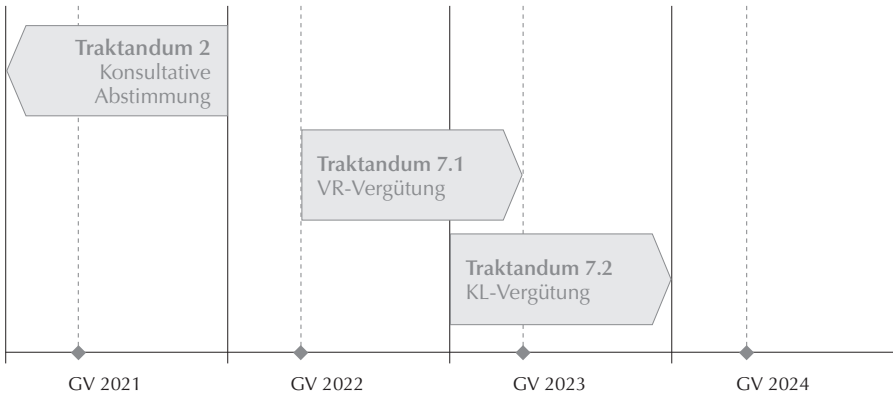 Traktandum 2
Konsultative
Abstimmung
Traktandum 7.1
VR-Vergütung
Traktandum 7.2
KL-Vergütung
GV 2021
GV 2022
GV 2023
GV 2024